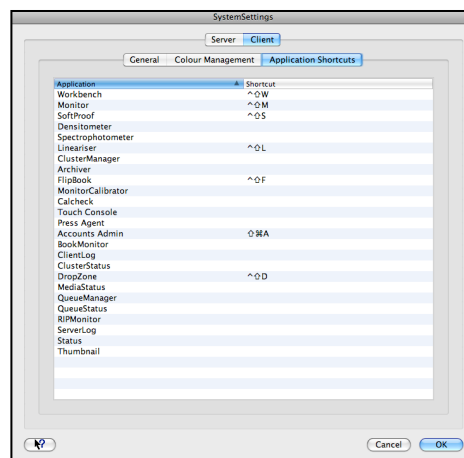 SystemSettings
Server Client
General Colour Management Application Shortcuts
Application Shortcut
Workbench ^⇧W
Monitor ^⇧M
SoftProof ^⇧S
Densitometer
Spectrophotometer
Lineariser ^⇧L
ClusterManager
Archiver
FlipBook ^⇧F
MonitorCalibrator
Calcheck
Touch Console
Press Agent
Accounts Admin ⇧⌘A
BookMonitor
ClientLog
ClusterStatus
DropZone ^⇧D
MediaStatus
QueueManager
QueueStatus
RIPMonitor
ServerLog
Status
Thumbnail
? Cancel OK